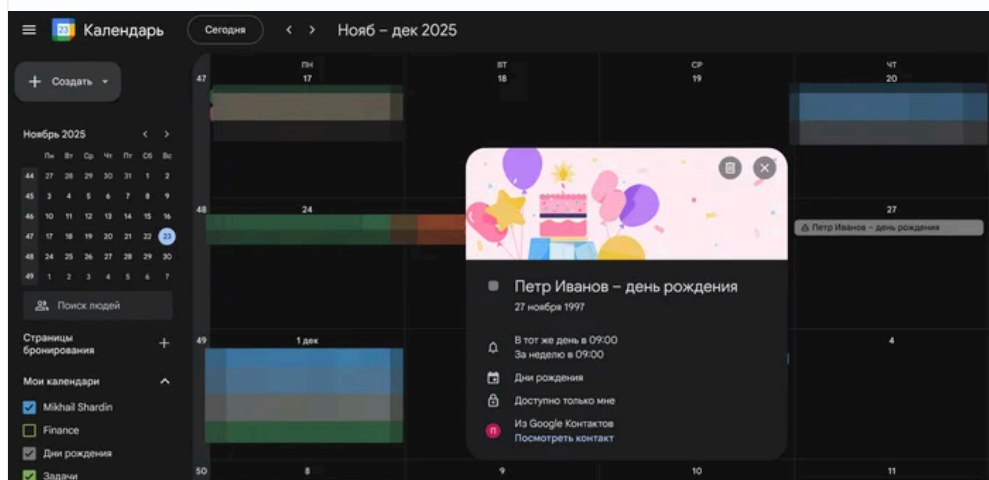 23 Календарь
Сегодня
Нояб – дек 2025
Создать
Ноябрь 2025
Пн Вт Ср Чт Пт Сб Вс
44 27 28 29 30 31 1 2
45 3 4 5 6 7 8 9
46 10 11 12 13 14 15 16
47 17 18 19 20 21 22 23
48 24 25 26 27 28 29 30
49 1 2 3 4 5 6 7
Поиск людей
Страницы
бронирования
Мои календари
Mikhail Shardin
Finance
Дни рождения
Задачи
ПН ВТ СР ЧТ
47 17 18 19 20
48 24 27
Петр Иванов – день рождения
49 1 дек 4
50 8 9 10 11
Петр Иванов – день рождения
27 ноября 1997
В тот же день в 09:00
За неделю в 09:00
Дни рождения
Доступно только мне
П Из Google Контактов
Посмотреть контакт